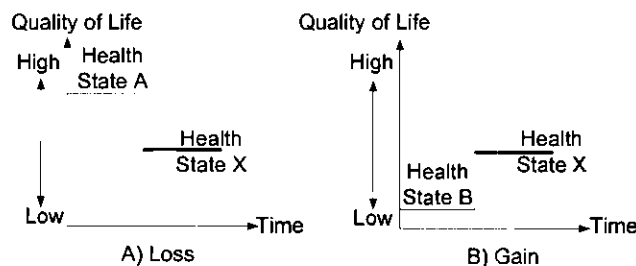 Quality of Life
High
Health
State A
Health
State X
Low
Time
A) Loss
Quality of Life
High
Health
State X
Health
State B
Low
Time
B) Gain